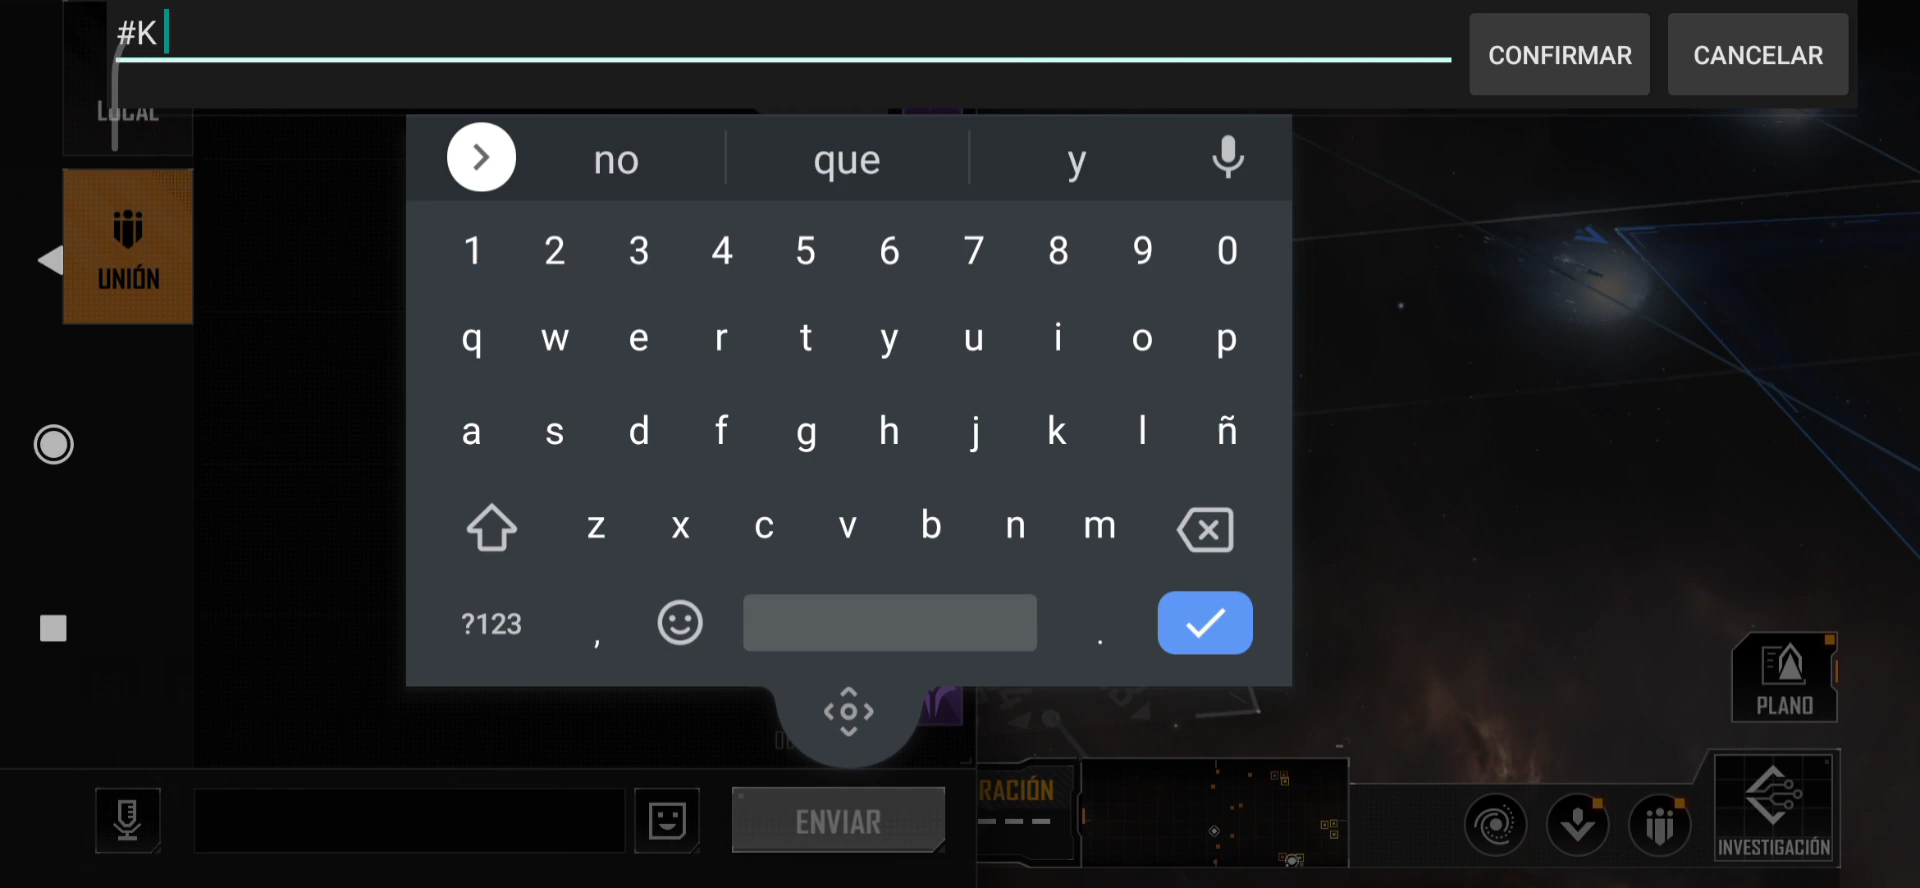 #K
CONFIRMAR
CANCELAR
LOCAL
no
que
y
UNIÓN
1 2 3 4 5 6 7 8 9 0
q w e r t y u i o p
a s d f g h j k l ñ
z x c v b n m
?123
,
.
PLANO
RACIÓN
ENVIAR
INVESTIGACIÓN